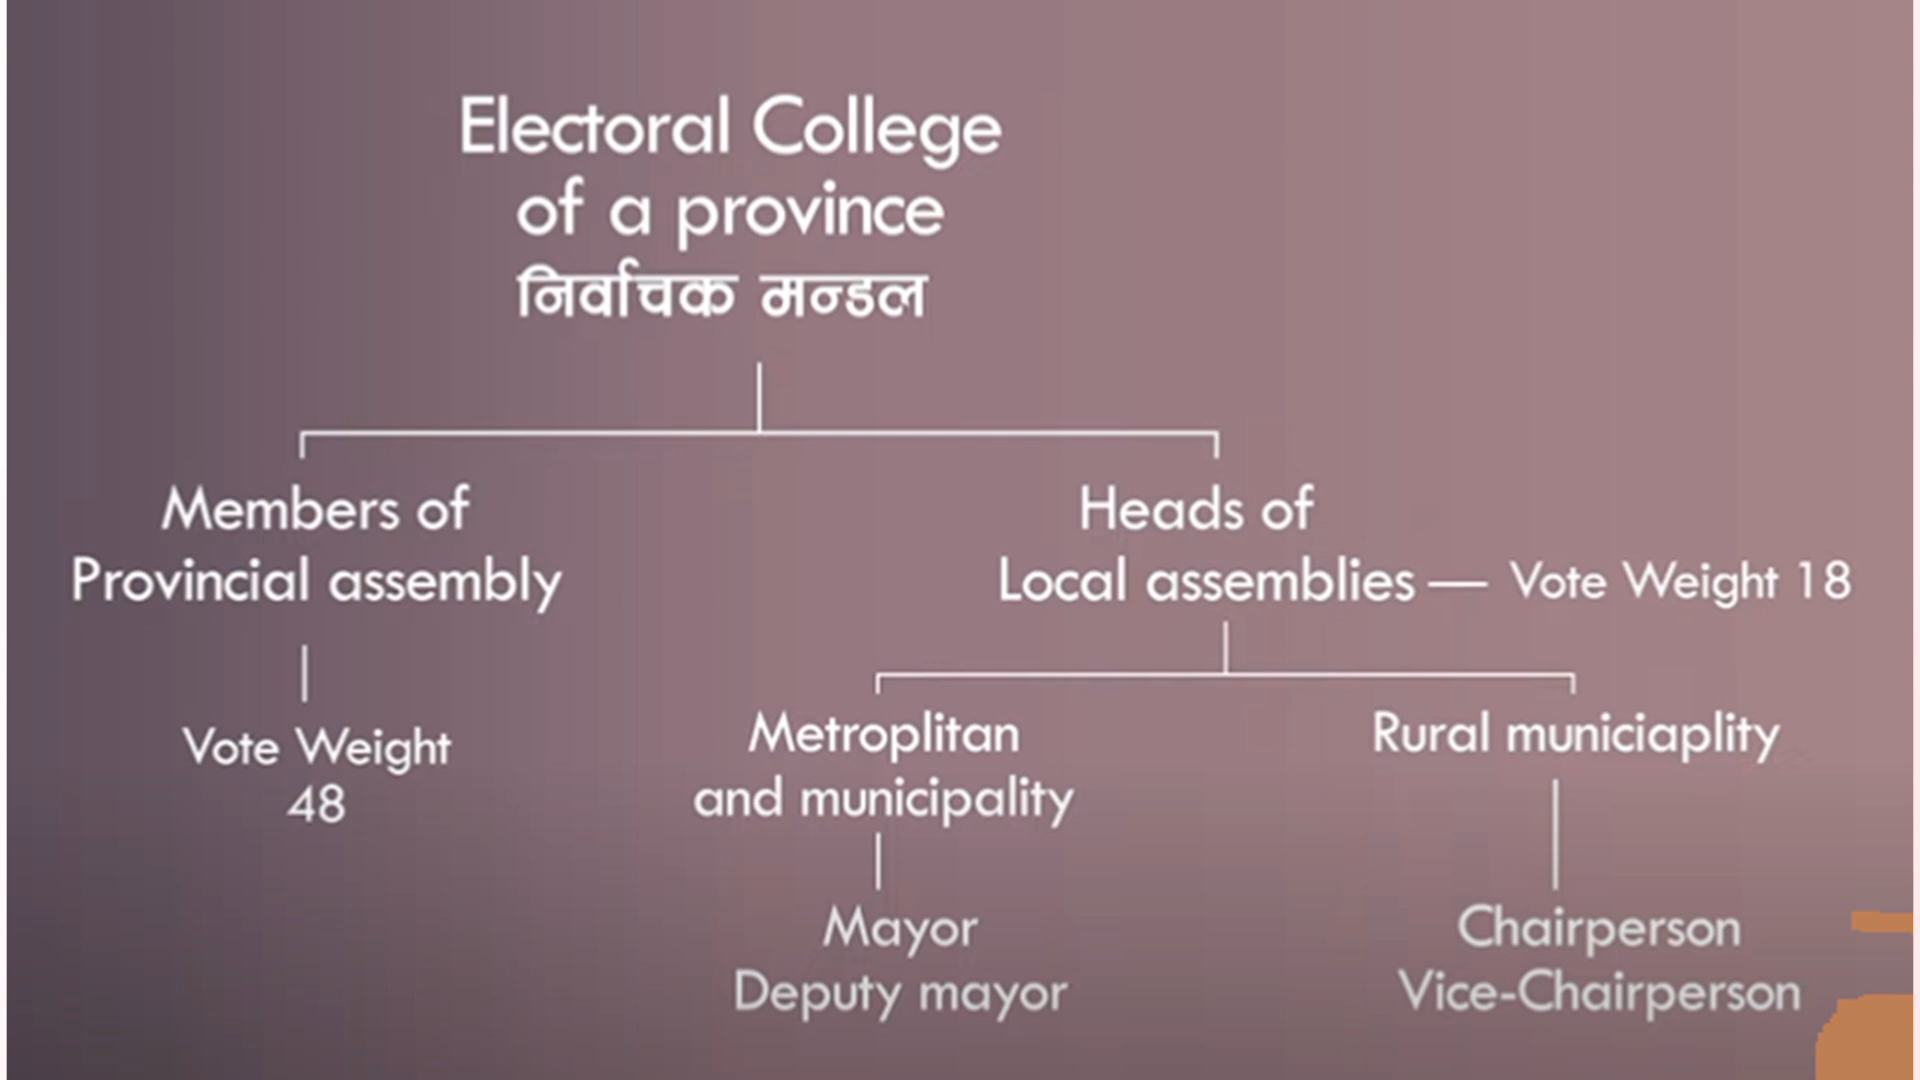 Electoral College
of a province
निर्वाचक मन्डल
Members of
Provincial assembly
Heads of
Local assemblies — Vote Weight 18
Vote Weight
48
Metroplitan
and municipality
Rural municiaplity
Mayor
Deputy mayor
Chairperson
Vice-Chairperson